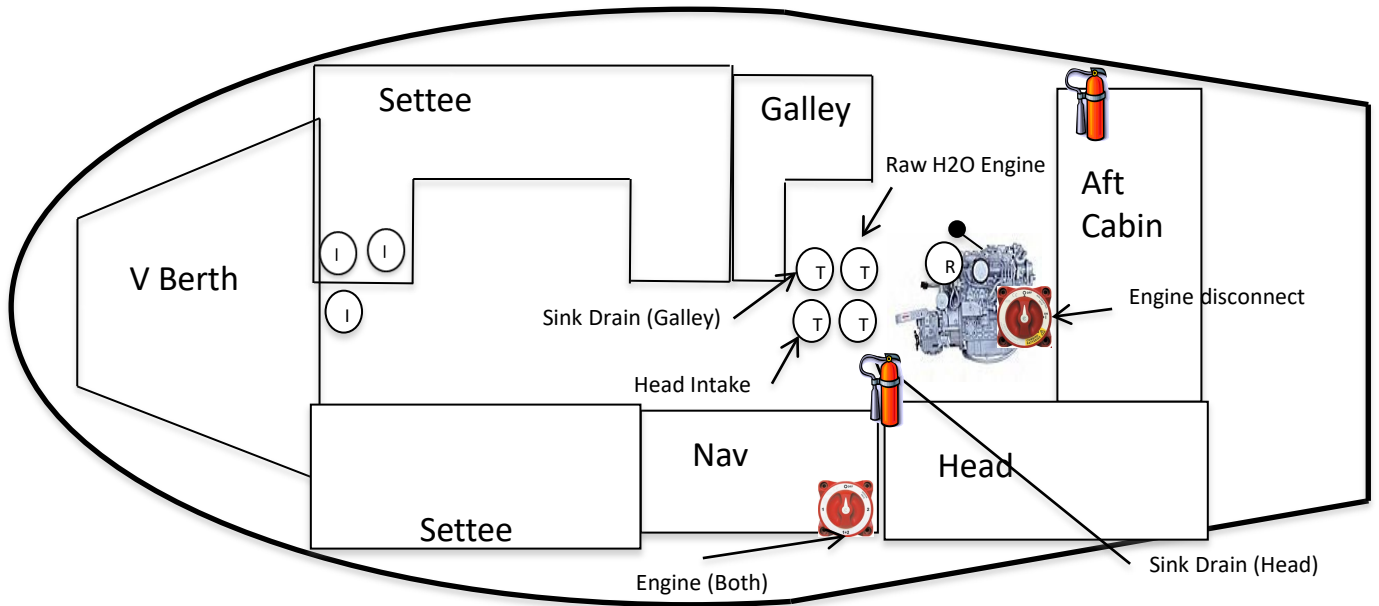 Settee
Galley
Raw H2O Engine
Aft
Cabin
V Berth
I
I
I
T
T
T
T
R
Engine disconnect
Sink Drain (Galley)
Head Intake
Nav
Head
Settee
Engine (Both)
Sink Drain (Head)